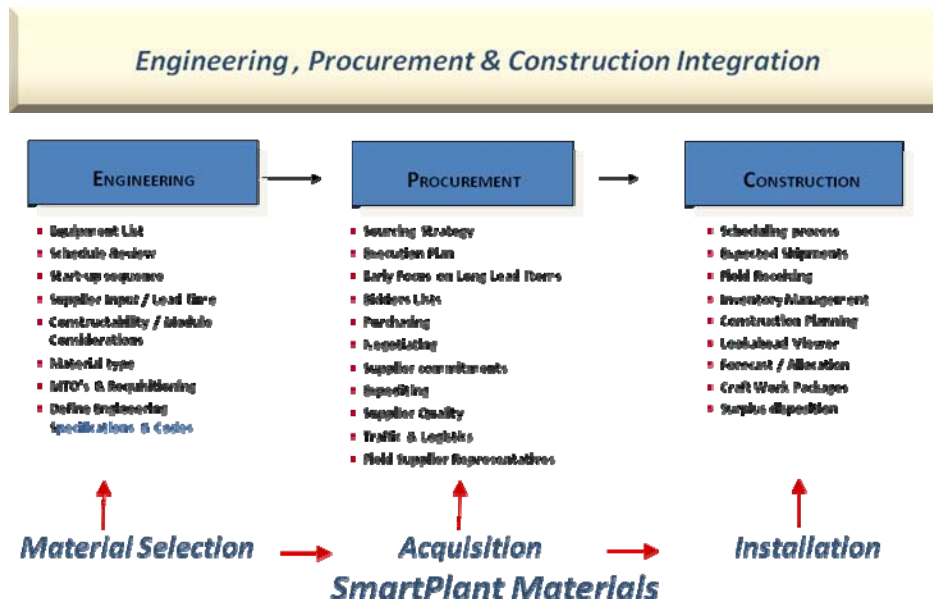 Engineering , Procurement & Construction Integration
ENGINEERING
Equipment List
Schedule Review
Start-up sequence
Supplier Input / Lead time
Constructability / Module
Considerations
Material type
MTO's & Requisitioning
Define Engineering
Specifications & Codes
PROCUREMENT
Sourcing Strategy
Execution Plan
Early Focus on Long Lead Items
Bidders Lists
Purchasing
Negotiating
Supplier commitments
Expediting
Supplier Quality
Traffic & Logistics
Field Supplier Representatives
CONSTRUCTION
Scheduling process
Expected Shipments
Field Receiving
Inventory Management
Construction Planning
Lookahead Viewer
Forecast / Allocation
Craft Work Packages
Surplus disposition
Material Selection
Acquisition
Installation
SmartPlant Materials